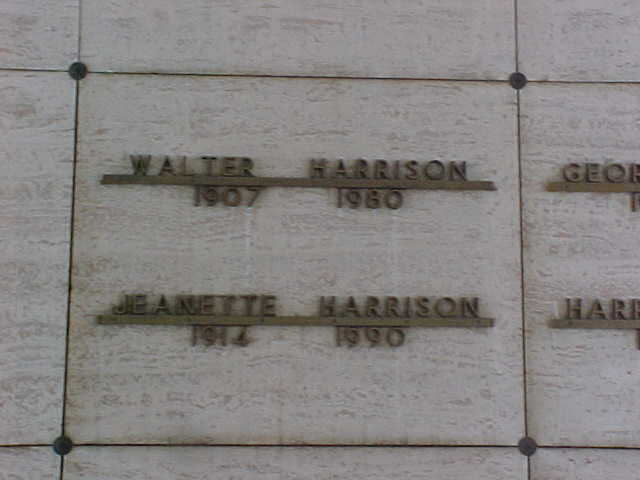 WALTER HARRISON
1907 1980
JEANETTE HARRISON
1914 1990